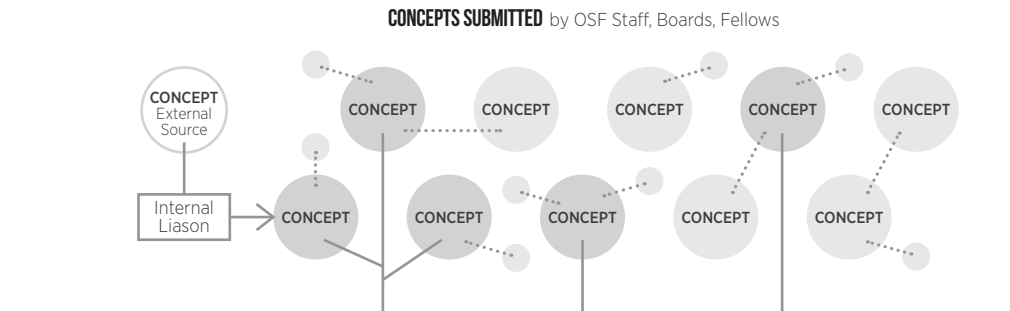 CONCEPTS SUBMITTED by OSF Staff, Boards, Fellows
CONCEPT
External
Source
CONCEPT
CONCEPT
CONCEPT
CONCEPT
CONCEPT
Internal
Liason
CONCEPT
CONCEPT
CONCEPT
CONCEPT
CONCEPT